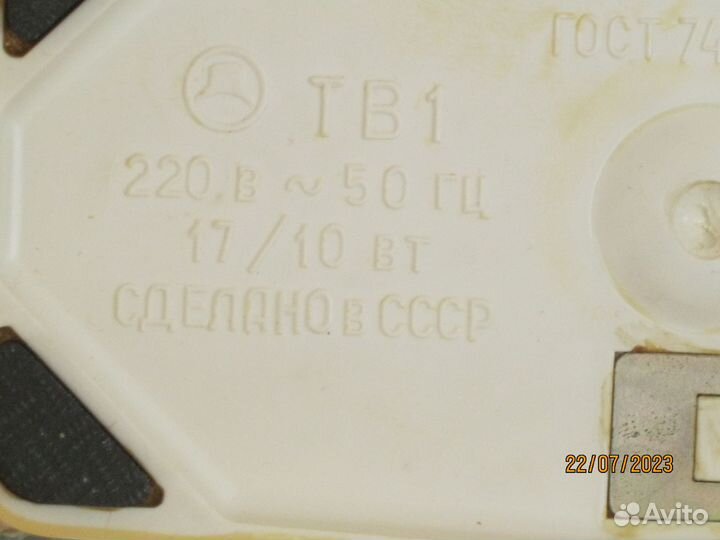 ГОСТ 74
ТВ1
220 В ~ 50 ГЦ
17/10 ВТ
СДЕЛАНО В СССР
22/07/2023
Avito